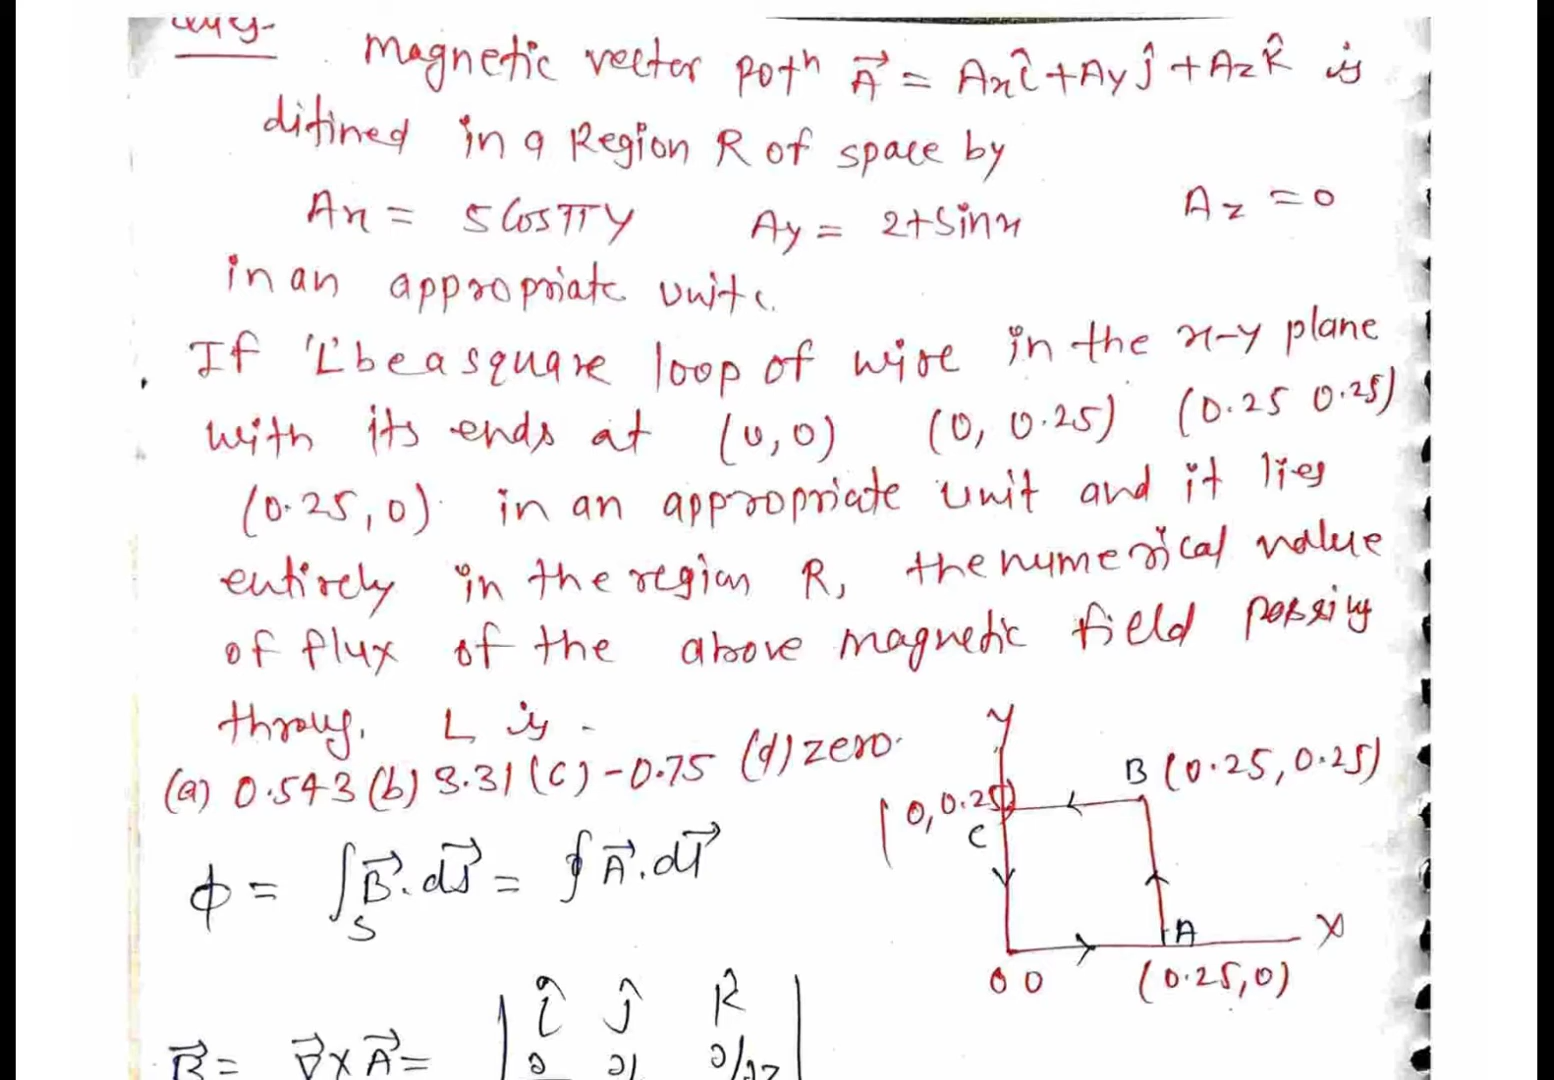 Magnetic vector poth A⃗ = Axî + Ayĵ + Azk̂ is
difined in a Region R of space by
Ax = 5 Cos πy Ay = 2+Sinx Az = 0
in an appropriate unite.
If 'L' be a square loop of wire in the x-y plane
with its ends at (0,0) (0, 0.25) (0.25 0.25)
(0.25, 0) in an appropriate unit and it lies
entirely in the region R, the numerical value
of flux of the above magnetic field passing
throug. L is -
(a) 0.543 (b) 3.31 (c) -0.75 (d) zero.
Y
B (0.25, 0.25)
(0, 0.25)
C
ϕ = ∫S B⃗. dS⃗ = ∮ A⃗. dl⃗
A
X
0 0 (0.25, 0)
î ĵ k̂
B⃗ = ∇⃗ x A⃗ = ∂ ∂/ ∂/∂z